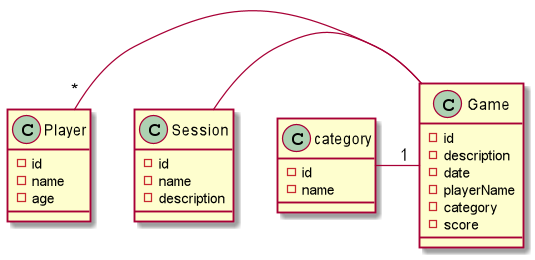 *
C Player
id
name
age
C Session
id
name
description
C category
id
name
1
C Game
id
description
date
playerName
category
score